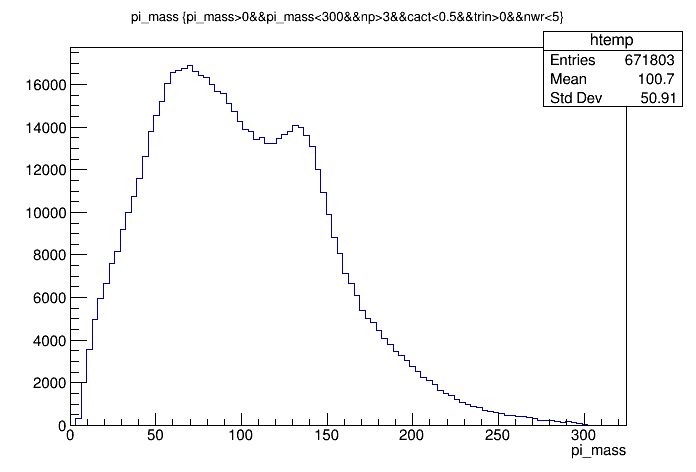 pi_mass {pi_mass>0&&pi_mass<300&&np>3&&cact<0.5&&trin>0&&nwr<5}
htemp
Entries 671803
Mean 100.7
Std Dev 50.91
16000
14000
12000
10000
8000
6000
4000
2000
0
0 50 100 150 200 250 300
pi_mass